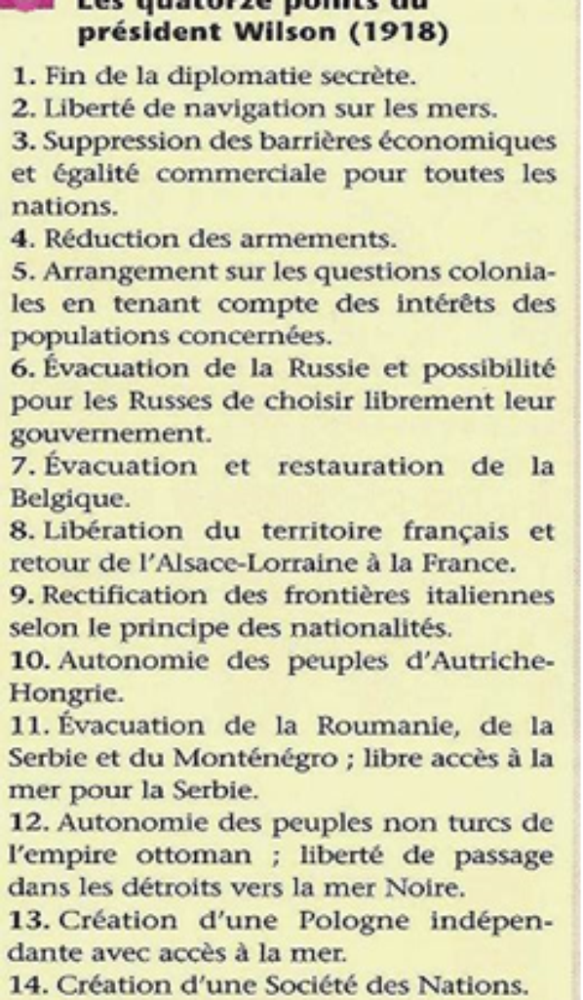 Les quatorze points du
président Wilson (1918)
1. Fin de la diplomatie secrète.
2. Liberté de navigation sur les mers.
3. Suppression des barrières économiques
et égalité commerciale pour toutes les
nations.
4. Réduction des armements.
5. Arrangement sur les questions colonia-
les en tenant compte des intérêts des
populations concernées.
6. Évacuation de la Russie et possibilité
pour les Russes de choisir librement leur
gouvernement.
7. Évacuation et restauration de la
Belgique.
8. Libération du territoire français et
retour de l'Alsace-Lorraine à la France.
9. Rectification des frontières italiennes
selon le principe des nationalités.
10. Autonomie des peuples d'Autriche-
Hongrie.
11. Évacuation de la Roumanie, de la
Serbie et du Monténégro ; libre accès à la
mer pour la Serbie.
12. Autonomie des peuples non turcs de
l'empire ottoman ; liberté de passage
dans les détroits vers la mer Noire.
13. Création d'une Pologne indépen-
dante avec accès à la mer.
14. Création d'une Société des Nations.